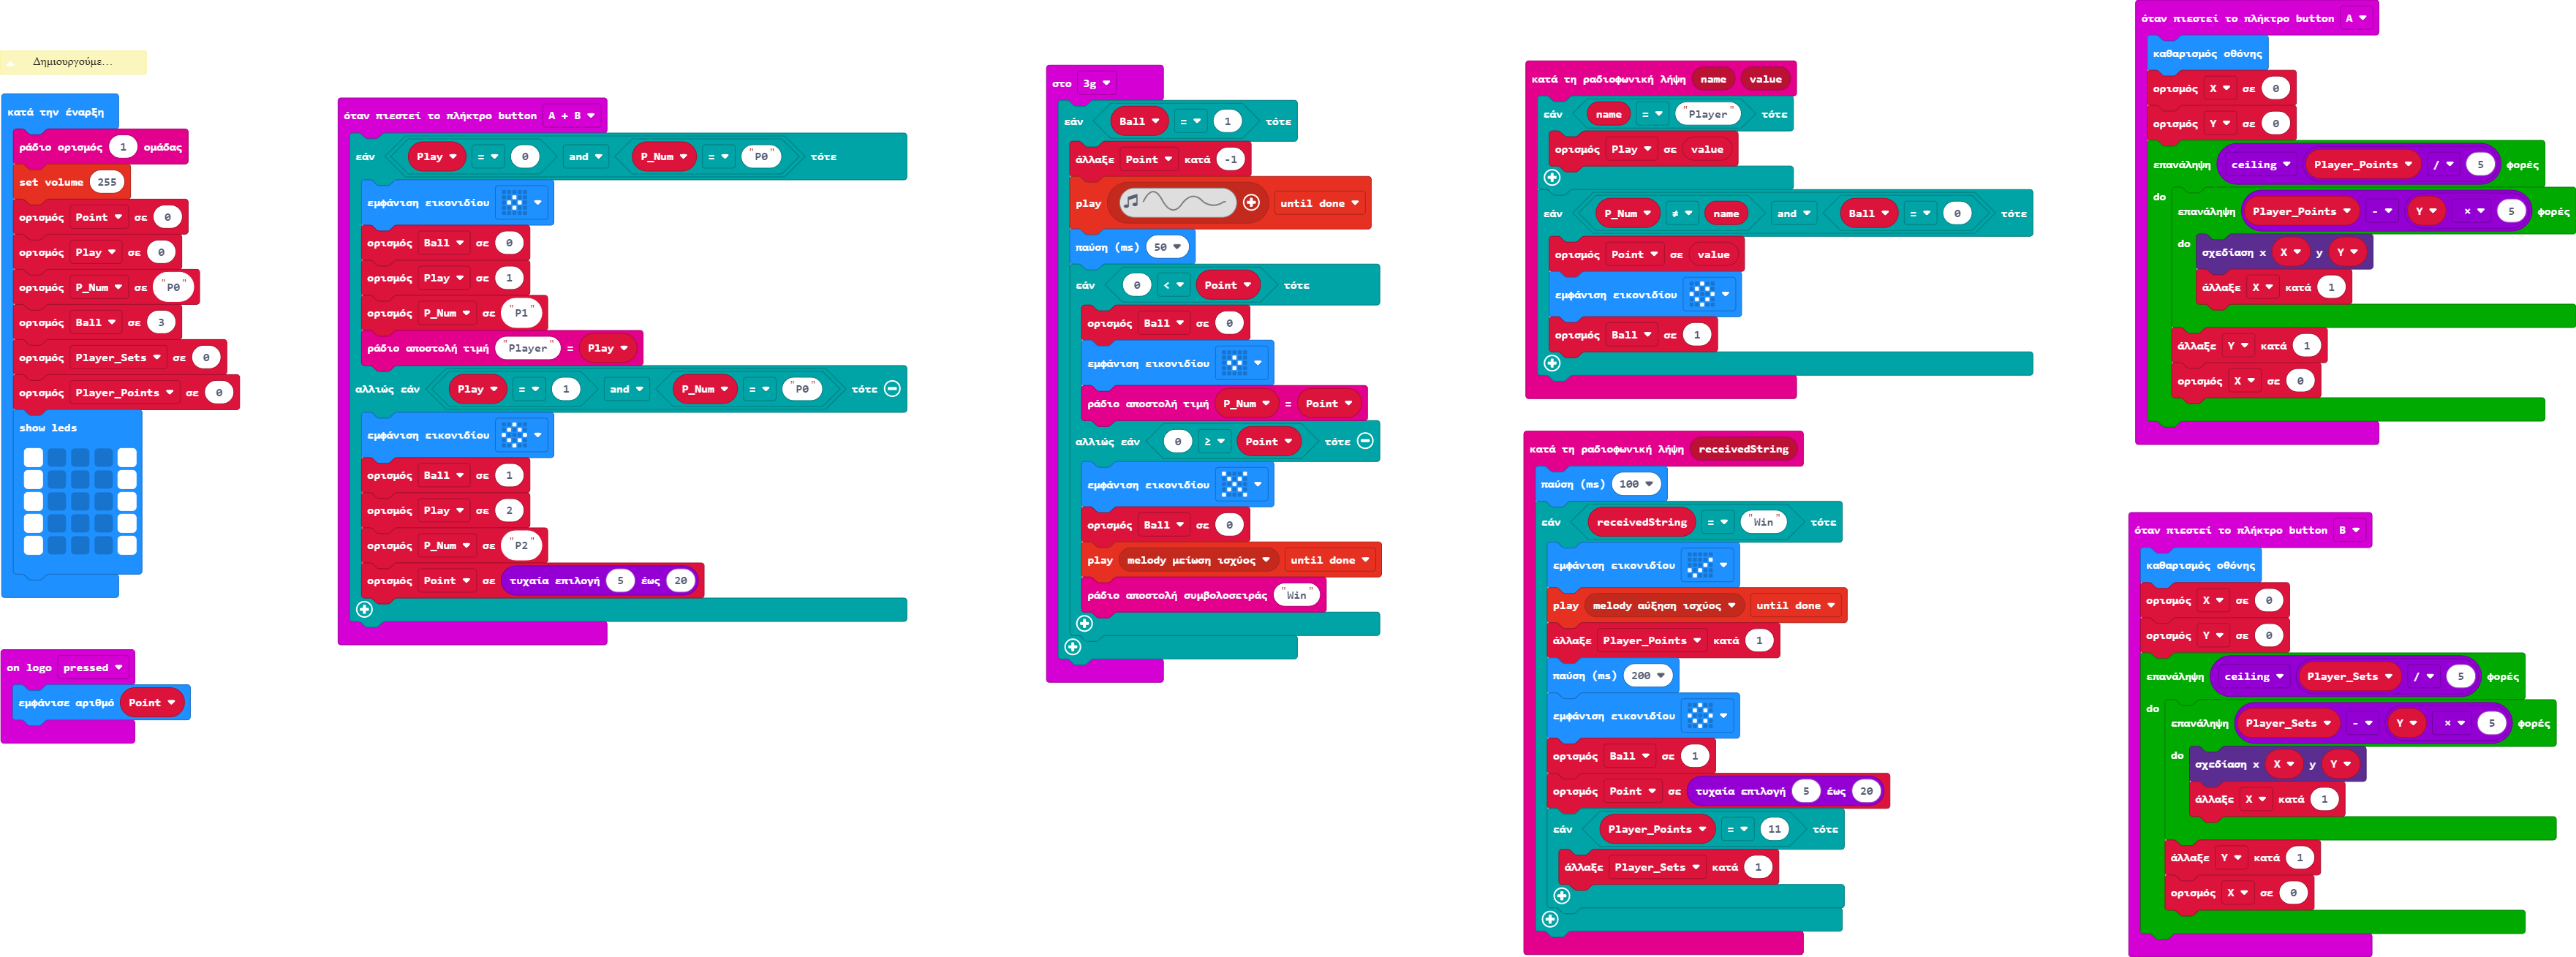 Δημιουργούμε...
κατά την έναρξη
ράδιο ορισμός 1 ομάδας
set volume 255
ορισμός Point σε 0
ορισμός Play σε 0
ορισμός P_Num σε "P0"
ορισμός Ball σε 3
ορισμός Player_Sets σε 0
ορισμός Player_Points σε 0
show leds
on logo pressed
εμφάνισε αριθμό Point
όταν πιεστεί το πλήκτρο button A + B
εάν Play = 0 and P_Num = "P0" τότε
εμφάνιση εικονιδίου
ορισμός Ball σε 0
ορισμός Play σε 1
ορισμός P_Num σε "P1"
ράδιο αποστολή τιμή "Player" = Play
αλλιώς εάν Play = 1 and P_Num = "P0" τότε
εμφάνιση εικονιδίου
ορισμός Ball σε 1
ορισμός Play σε 2
ορισμός P_Num σε "P2"
ορισμός Point σε τυχαία επιλογή 5 έως 20
στο 3g
εάν Ball = 1 τότε
άλλαξε Point κατά -1
play until done
παύση (ms) 50
εάν 0 < Point τότε
ορισμός Ball σε 0
εμφάνιση εικονιδίου
ράδιο αποστολή τιμή P_Num = Point
αλλιώς εάν 0 ≥ Point τότε
εμφάνιση εικονιδίου
ορισμός Ball σε 0
play melody μείωση ισχύος until done
ράδιο αποστολή συμβολοσειράς "Win"
κατά τη ραδιοφωνική λήψη name value
εάν name = "Player" τότε
ορισμός Play σε value
εάν P_Num ≠ name and Ball = 0 τότε
ορισμός Point σε value
εμφάνιση εικονιδίου
ορισμός Ball σε 1
κατά τη ραδιοφωνική λήψη receivedString
παύση (ms) 100
εάν receivedString = "Win" τότε
εμφάνιση εικονιδίου
play melody αύξηση ισχύος until done
άλλαξε Player_Points κατά 1
παύση (ms) 200
εμφάνιση εικονιδίου
ορισμός Ball σε 1
ορισμός Point σε τυχαία επιλογή 5 έως 20
εάν Player_Points = 11 τότε
άλλαξε Player_Sets κατά 1
όταν πιεστεί το πλήκτρο button A
καθαρισμός οθόνης
ορισμός X σε 0
ορισμός Y σε 0
επανάληψη ceiling Player_Points / 5 φορές
do
επανάληψη Player_Points - Y × 5 φορές
do
σχεδίαση x X y Y
άλλαξε X κατά 1
άλλαξε Y κατά 1
ορισμός X σε 0
όταν πιεστεί το πλήκτρο button B
καθαρισμός οθόνης
ορισμός X σε 0
ορισμός Y σε 0
επανάληψη ceiling Player_Sets / 5 φορές
do
επανάληψη Player_Sets - Y × 5 φορές
do
σχεδίαση x X y Y
άλλαξε X κατά 1
άλλαξε Y κατά 1
ορισμός X σε 0